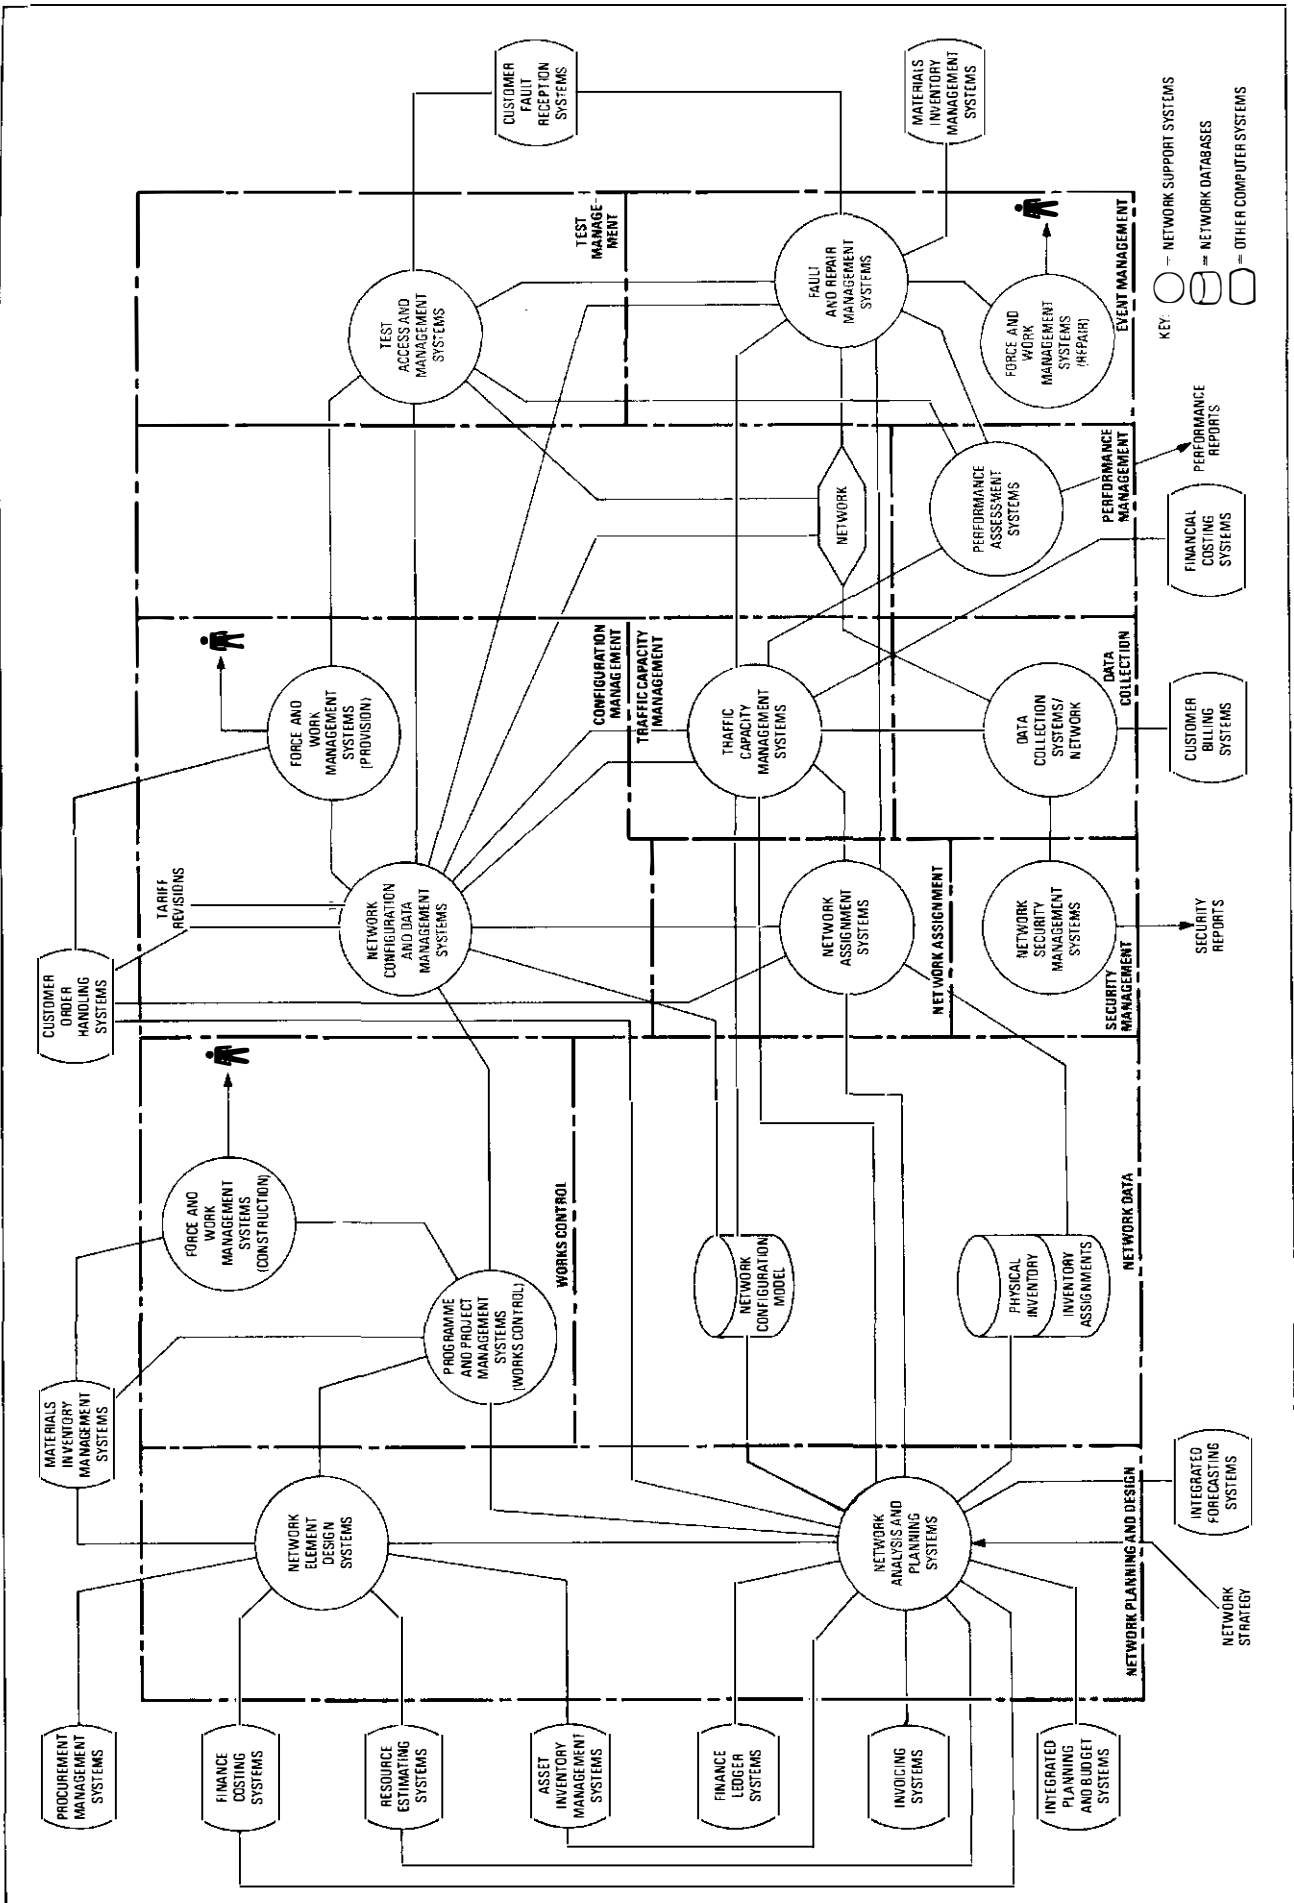 PROCUREMENT
MANAGEMENT
SYSTEMS
FINANCE
COSTING
SYSTEMS
RESOURCE
ESTIMATING
SYSTEMS
ASSET
INVENTORY
MANAGEMENT
SYSTEMS
FINANCE
LEDGER
SYSTEMS
INVOICING
SYSTEMS
INTEGRATED
PLANNING
AND BUDGET
SYSTEMS
MATERIALS
INVENTORY
MANAGEMENT
SYSTEMS
NETWORK
ELEMENT
DESIGN
SYSTEMS
NETWORK
ANALYSIS AND
PLANNING
SYSTEMS
NETWORK PLANNING AND DESIGN
NETWORK
STRATEGY
INTEGRATED
FORECASTING
SYSTEMS
FORCE AND
WORK
MANAGEMENT
SYSTEMS
(CONSTRUCTION)
PROGRAMME
AND PROJECT
MANAGEMENT
SYSTEMS
(WORKS CONTROL)
WORKS CONTROL
NETWORK
CONFIGURATION
MODEL
PHYSICAL
INVENTORY
INVENTORY
ASSIGNMENTS
NETWORK DATA
CUSTOMER
ORDER
HANDLING
SYSTEMS
TARIFF
REVISIONS
NETWORK
CONFIGURATION
AND DATA
MANAGEMENT
SYSTEMS
FORCE AND
WORK
MANAGEMENT
SYSTEMS
(PROVISION)
CONFIGURATION
MANAGEMENT
TRAFFIC CAPACITY
MANAGEMENT
TRAFFIC
CAPACITY
MANAGEMENT
SYSTEMS
NETWORK
ASSIGNMENT
SYSTEMS
NETWORK ASSIGNMENT
NETWORK
SECURITY
MANAGEMENT
SYSTEMS
SECURITY
MANAGEMENT
SECURITY
REPORTS
DATA
COLLECTION
SYSTEMS/
NETWORK
DATA
COLLECTION
CUSTOMER
BILLING
SYSTEMS
FINANCIAL
COSTING
SYSTEMS
NETWORK
PERFORMANCE
ASSESSMENT
SYSTEMS
PERFORMANCE
MANAGEMENT
PERFORMANCE
REPORTS
TEST
ACCESS AND
MANAGEMENT
SYSTEMS
TEST
MANAGE-
MENT
FAULT
AND REPAIR
MANAGEMENT
SYSTEMS
FORCE AND
WORK
MANAGEMENT
SYSTEMS
(REPAIR)
EVENT MANAGEMENT
CUSTOMER
FAULT
RECEPTION
SYSTEMS
MATERIALS
INVENTORY
MANAGEMENT
SYSTEMS
KEY: = NETWORK SUPPORT SYSTEMS
= NETWORK DATABASES
= OTHER COMPUTER SYSTEMS